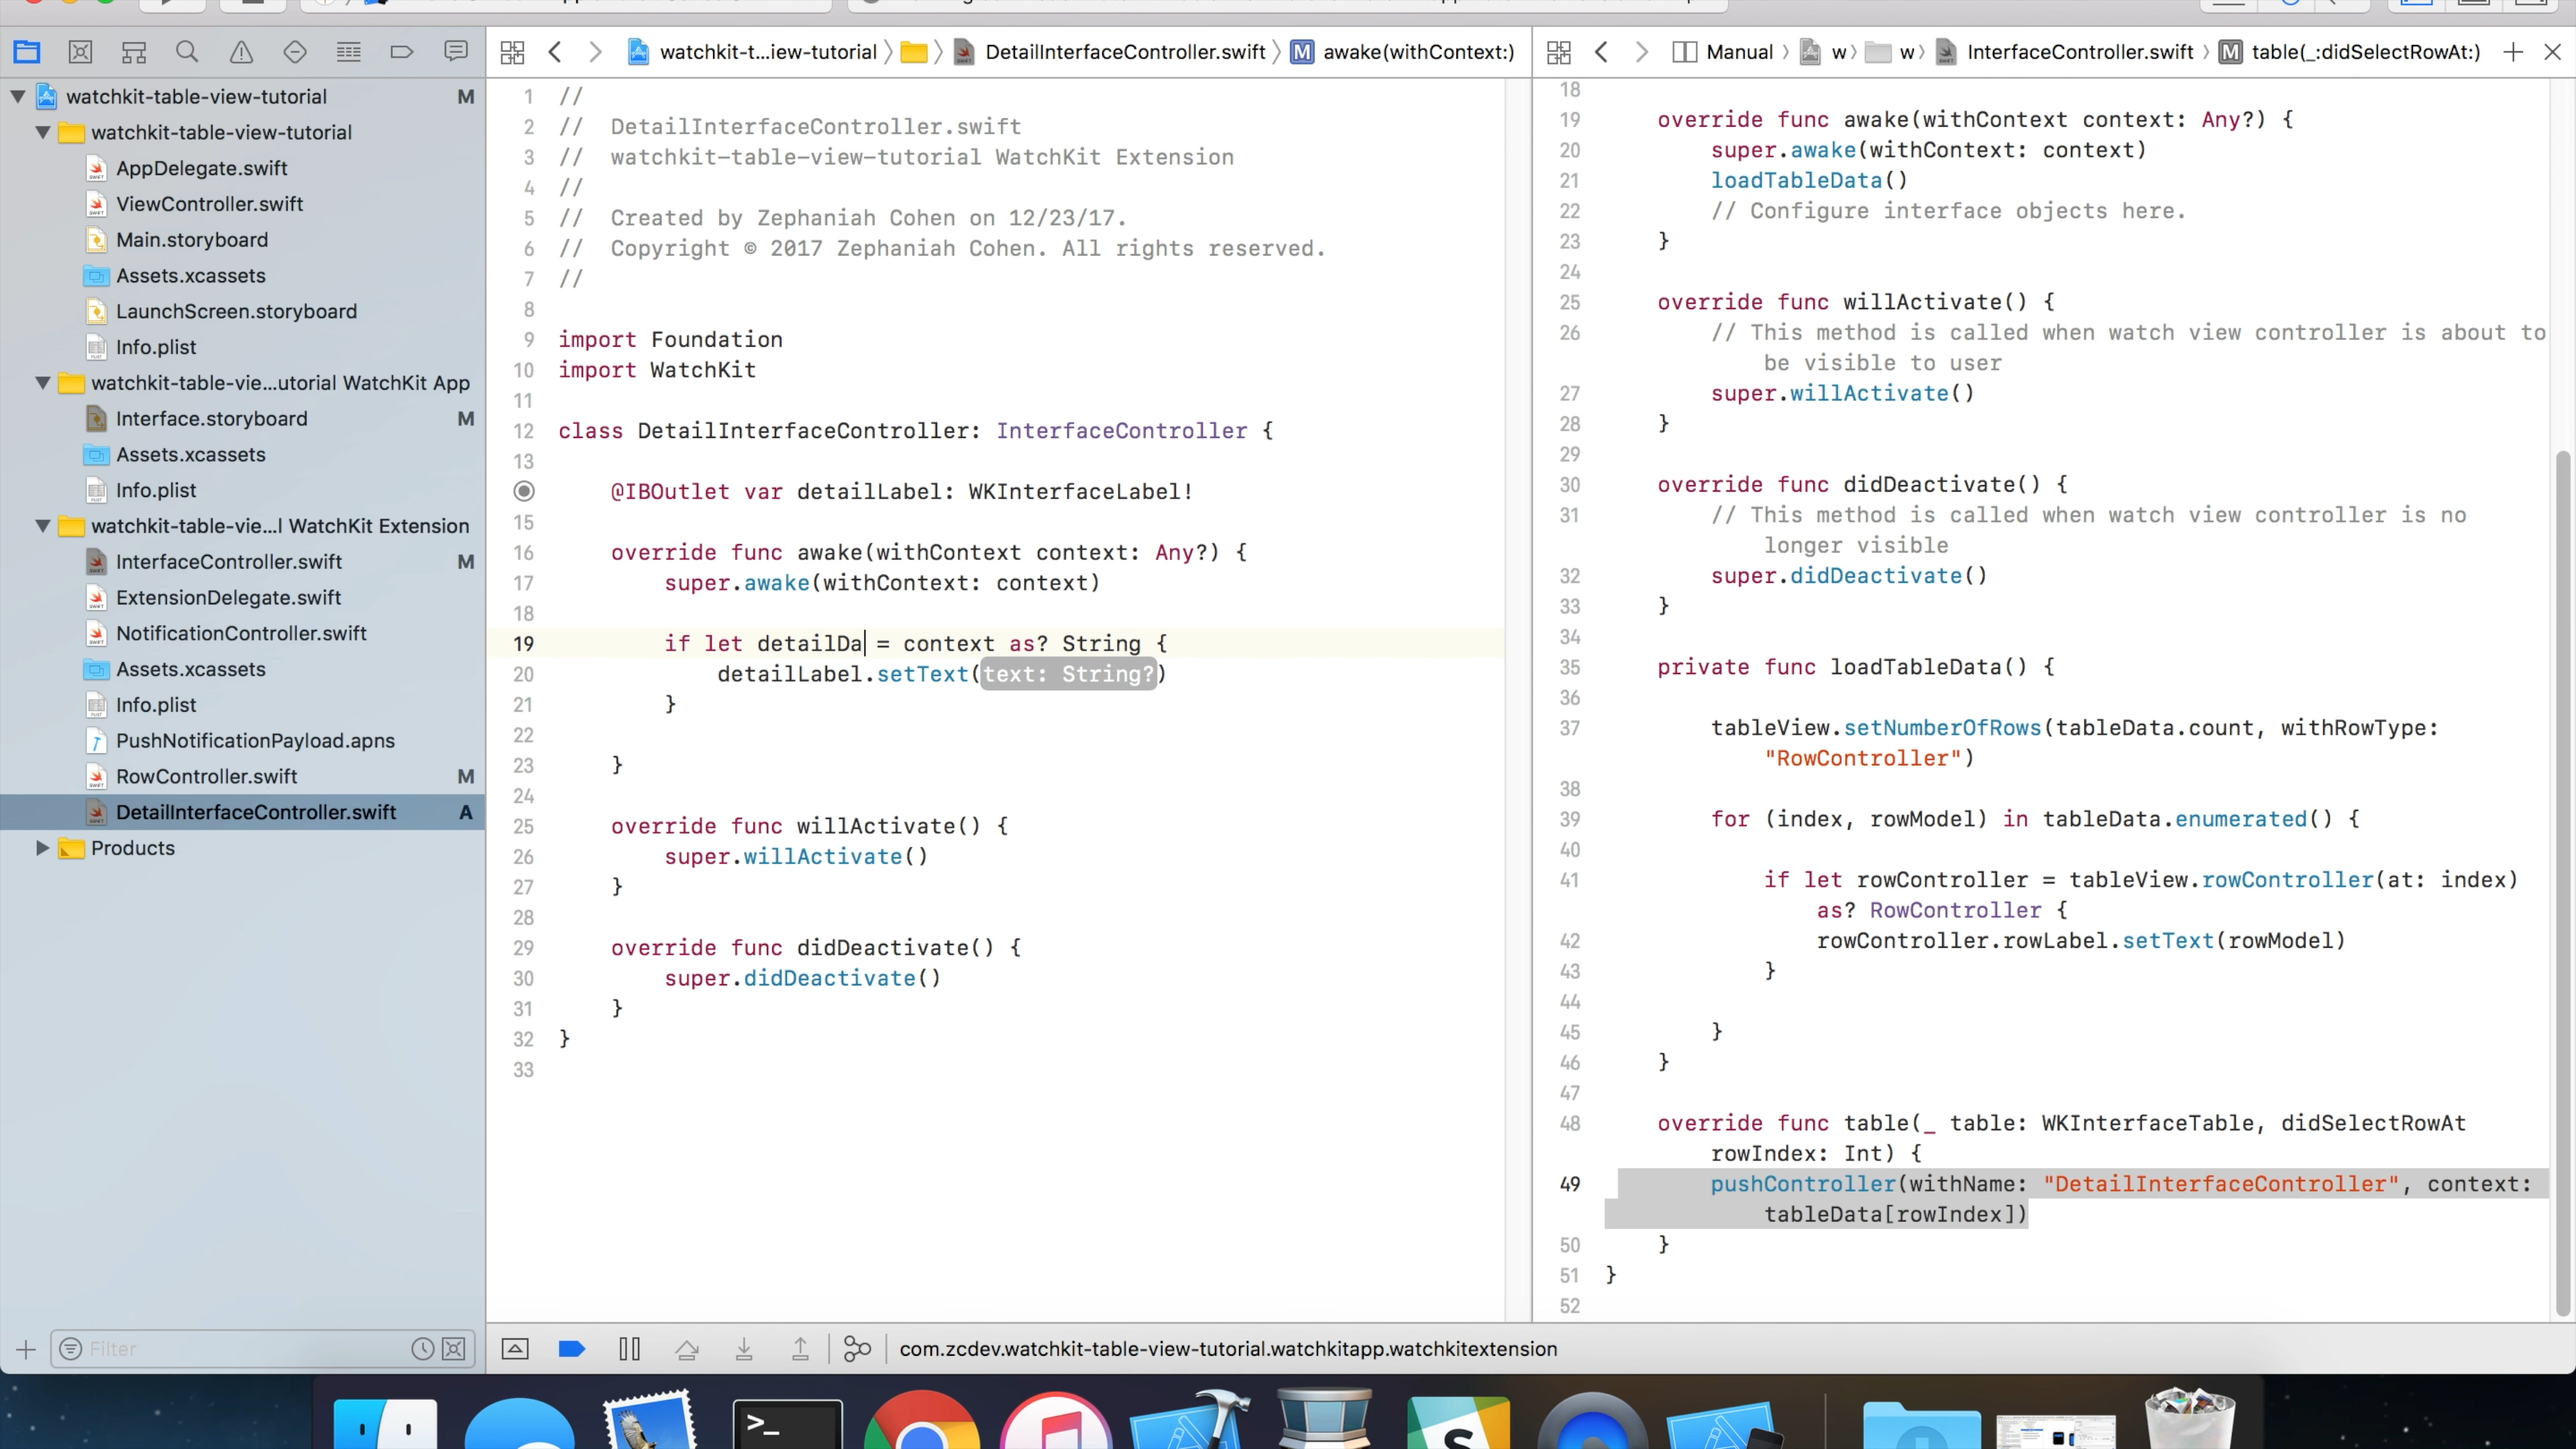 watchkit-table-view-tutorial M
watchkit-table-view-tutorial
AppDelegate.swift
ViewController.swift
Main.storyboard
Assets.xcassets
LaunchScreen.storyboard
Info.plist
watchkit-table-vie...utorial WatchKit App
Interface.storyboard M
Assets.xcassets
Info.plist
watchkit-table-vie...l WatchKit Extension
InterfaceController.swift M
ExtensionDelegate.swift
NotificationController.swift
Assets.xcassets
Info.plist
PushNotificationPayload.apns
RowController.swift M
DetailInterfaceController.swift A
Products
Filter
watchkit-t...iew-tutorial DetailInterfaceController.swift M awake(withContext:)
1 //
2 //  DetailInterfaceController.swift
3 //  watchkit-table-view-tutorial WatchKit Extension
4 //
5 //  Created by Zephaniah Cohen on 12/23/17.
6 //  Copyright © 2017 Zephaniah Cohen. All rights reserved.
7 //
8
9 import Foundation
10 import WatchKit
11
12 class DetailInterfaceController: InterfaceController {
13
@IBOutlet var detailLabel: WKInterfaceLabel!
15
16 override func awake(withContext context: Any?) {
17 super.awake(withContext: context)
18
19 if let detailDa = context as? String {
20 detailLabel.setText(text: String?)
21 }
22
23 }
24
25 override func willActivate() {
26 super.willActivate()
27 }
28
29 override func didDeactivate() {
30 super.didDeactivate()
31 }
32 }
33
Manual w w InterfaceController.swift M table(_:didSelectRowAt:)
18
19 override func awake(withContext context: Any?) {
20 super.awake(withContext: context)
21 loadTableData()
22 // Configure interface objects here.
23 }
24
25 override func willActivate() {
26 // This method is called when watch view controller is about to
be visible to user
27 super.willActivate()
28 }
29
30 override func didDeactivate() {
31 // This method is called when watch view controller is no
longer visible
32 super.didDeactivate()
33 }
34
35 private func loadTableData() {
36
37 tableView.setNumberOfRows(tableData.count, withRowType:
"RowController")
38
39 for (index, rowModel) in tableData.enumerated() {
40
41 if let rowController = tableView.rowController(at: index)
as? RowController {
42 rowController.rowLabel.setText(rowModel)
43 }
44
45 }
46 }
47
48 override func table(_ table: WKInterfaceTable, didSelectRowAt
rowIndex: Int) {
49 pushController(withName: "DetailInterfaceController", context:
tableData[rowIndex])
50 }
51 }
52
com.zcdev.watchkit-table-view-tutorial.watchkitapp.watchkitextension